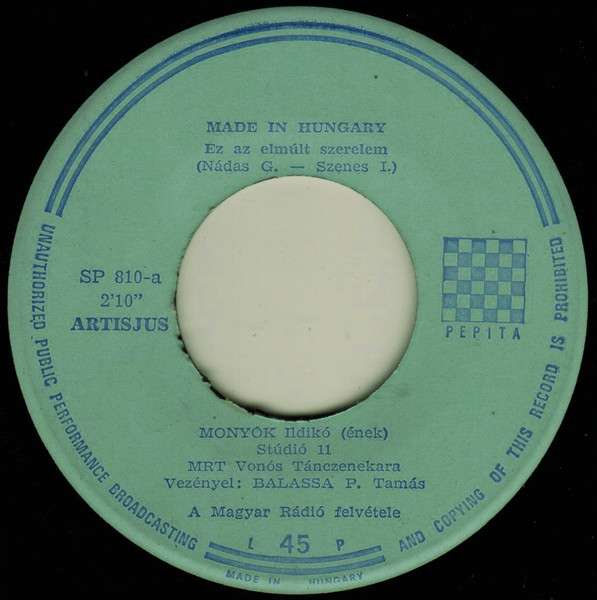 MADE IN HUNGARY
Ez az elmúlt szerelem
(Nádas G. — Szenes I.)
SP 810-a
2'10”
ARTISJUS
PEPITA
MONYÓK Ildikó (ének)
Stúdió 11
MRT Vonós Tánczenekara
Vezényel: BALASSA P. Tamás
A Magyar Rádió felvétele
L 45 P
UNAUTHORIZED PUBLIC PERFORMANCE BROADCASTING AND COPYING OF THIS RECORD IS PROHIBITED
MADE IN HUNGARY